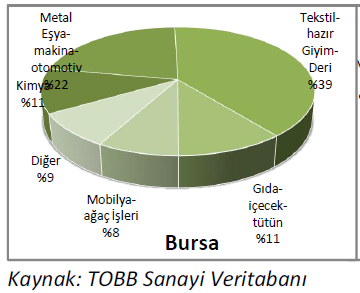 Metal
Eşya-
makina-
otomotiv
%22
Tekstil-
hazır
Giyim-
Deri
%39
Kimya
%11
Diğer
%9
Mobilya-
ağaç İşleri
%8
Gıda-
içecek-
tütün
%11
Bursa
Kaynak: TOBB Sanayi Veritabanı